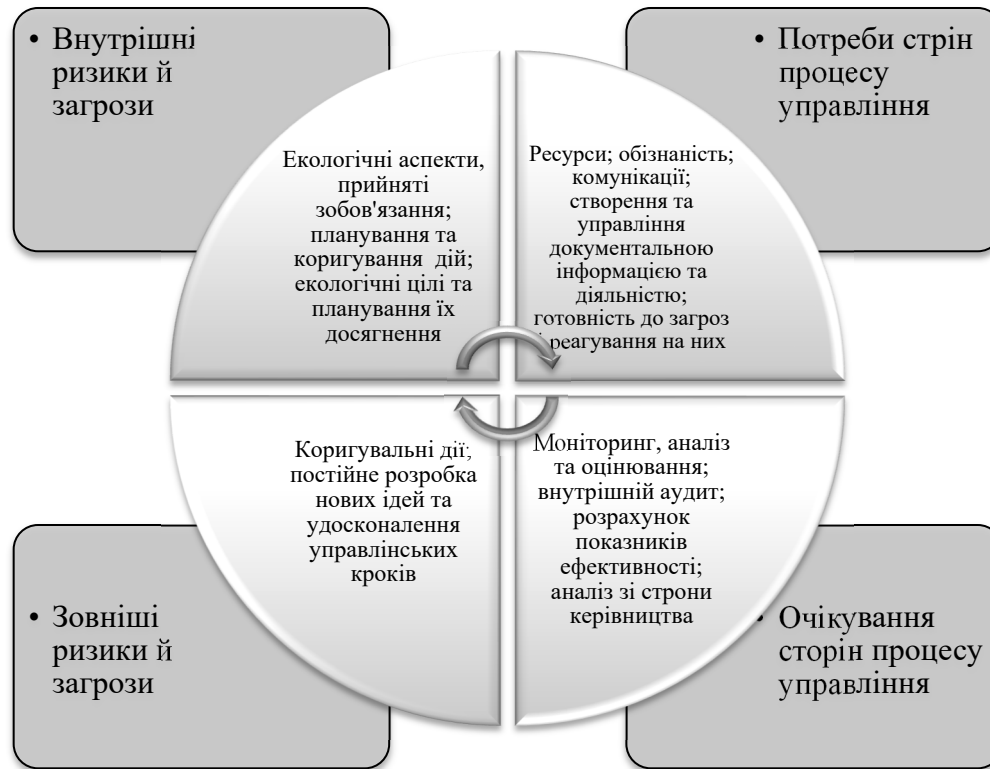 • Внутрішні
ризики й
загрози
• Потреби стрін
процесу
управління
Екологічні аспекти,
прийняті
зобов'язання;
планування та
коригування дій;
екологічні цілі та
планування їх
досягнення
Ресурси; обізнаність;
комунікації;
створення та
управління
документальною
інформацією та
діяльністю;
готовність до загроз
і реагування на них
Коригувальні дії;
постійне розробка
нових ідей та
удосконалення
управлінських
кроків
Моніторинг, аналіз
та оцінювання;
внутрішній аудит;
розрахунок
показників
ефективності;
аналіз зі строни
керівництва
• Зовніші
ризики й
загрози
• Очікування
сторін процесу
управління